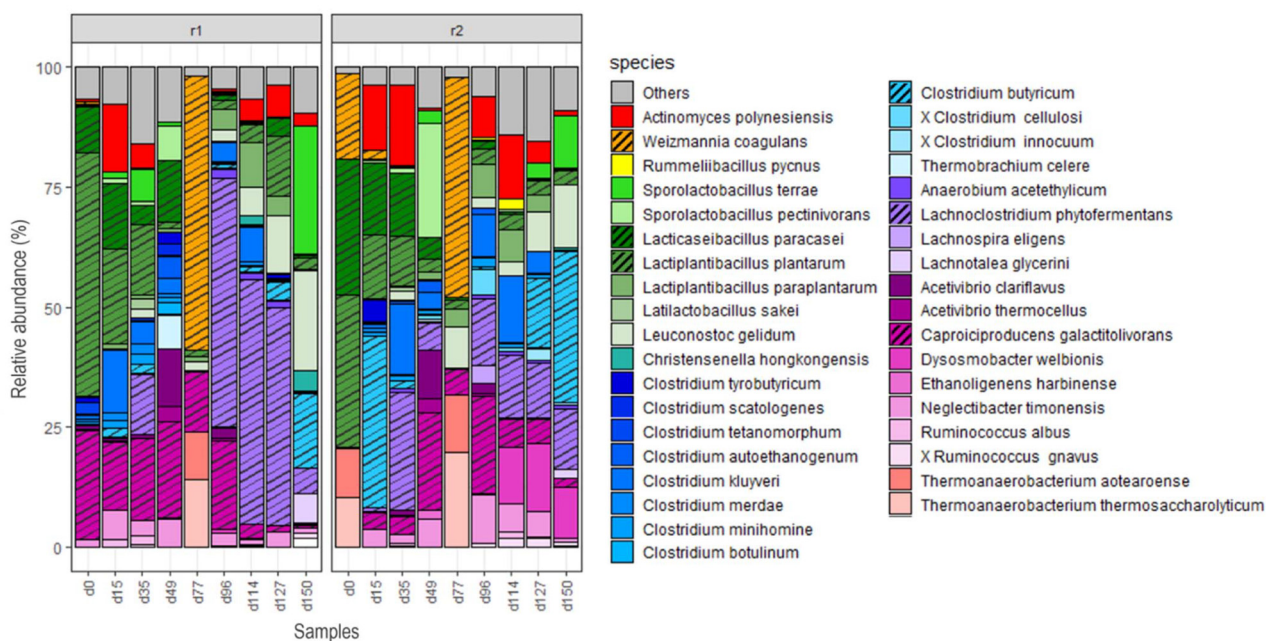 r1
r2
100
75
50
25
0
Relative abundance (%)
d0
d15
d35
d49
d77
d96
d114
d127
d150
d0
d15
d35
d49
d77
d96
d114
d127
d150
Samples
species
Others
Actinomyces polynesiensis
Weizmannia coagulans
Rummeliibacillus pycnus
Sporolactobacillus terrae
Sporolactobacillus pectinivorans
Lacticaseibacillus paracasei
Lactiplantibacillus plantarum
Lactiplantibacillus paraplantarum
Latilactobacillus sakei
Leuconostoc gelidum
Christensenella hongkongensis
Clostridium tyrobutyricum
Clostridium scatologenes
Clostridium tetanomorphum
Clostridium autoethanogenum
Clostridium kluyveri
Clostridium merdae
Clostridium minihomine
Clostridium botulinum
Clostridium butyricum
X Clostridium cellulosi
X Clostridium innocuum
Thermobrachium celere
Anaerobium acetethylicum
Lachnoclostridium phytofermentans
Lachnospira eligens
Lachnotalea glycerini
Acetivibrio clariflavus
Acetivibrio thermocellus
Caproiciproducens galactitolivorans
Dysosmobacter welbionis
Ethanoligenens harbinense
Neglectibacter timonensis
Ruminococcus albus
X Ruminococcus gnavus
Thermoanaerobacterium aotearoense
Thermoanaerobacterium thermosaccharolyticum